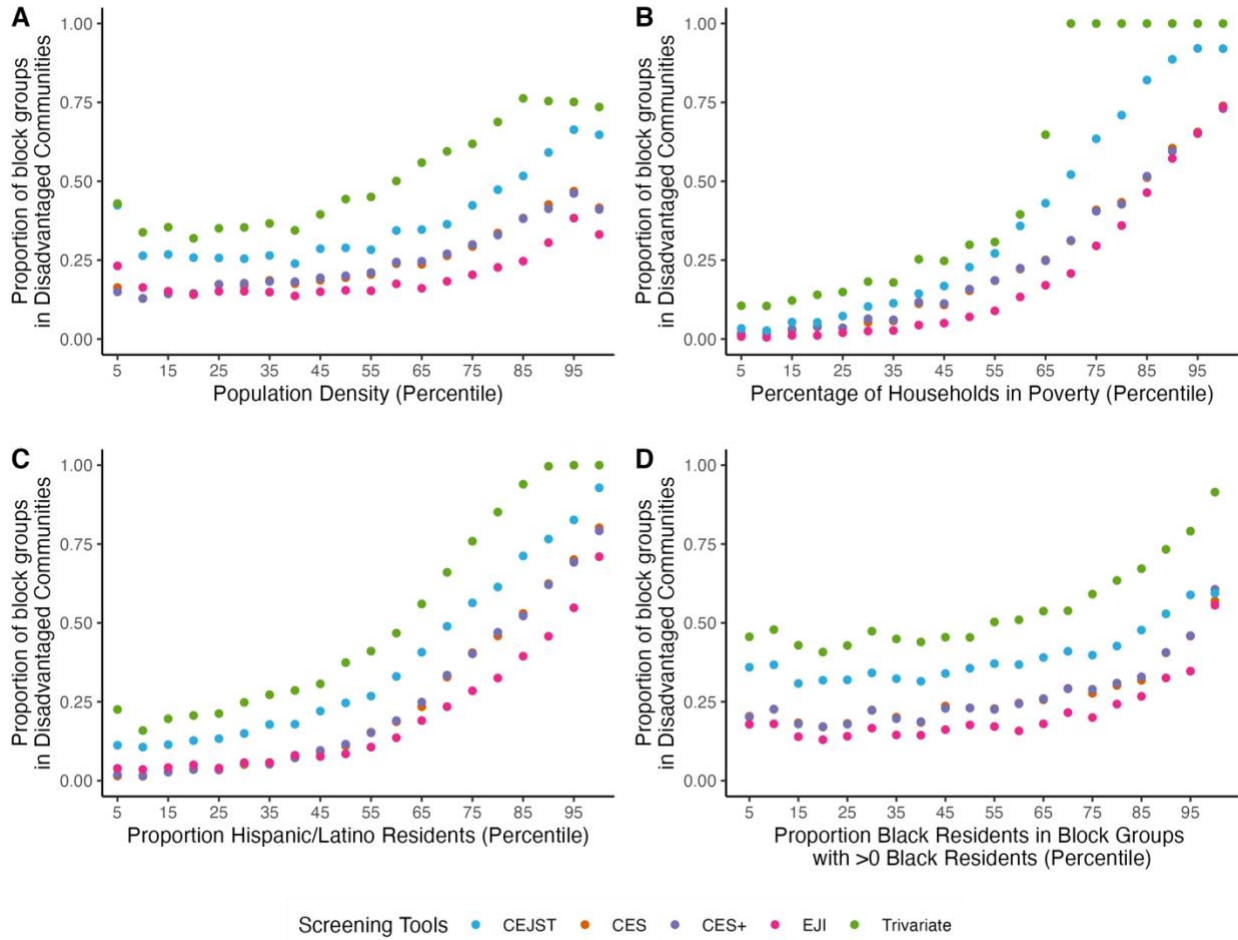 A
Proportion of block groups
in Disadvantaged Communities
1.00
0.75
0.50
0.25
0.00
5 15 25 35 45 55 65 75 85 95
Population Density (Percentile)
B
Proportion of block groups
in Disadvantaged Communities
1.00
0.75
0.50
0.25
0.00
5 15 25 35 45 55 65 75 85 95
Percentage of Households in Poverty (Percentile)
C
Proportion of block groups
in Disadvantaged Communities
1.00
0.75
0.50
0.25
0.00
5 15 25 35 45 55 65 75 85 95
Proportion Hispanic/Latino Residents (Percentile)
D
Proportion of block groups
in Disadvantaged Communities
1.00
0.75
0.50
0.25
0.00
5 15 25 35 45 55 65 75 85 95
Proportion Black Residents in Block Groups
with >0 Black Residents (Percentile)
Screening Tools CEJST CES CES+ EJI Trivariate